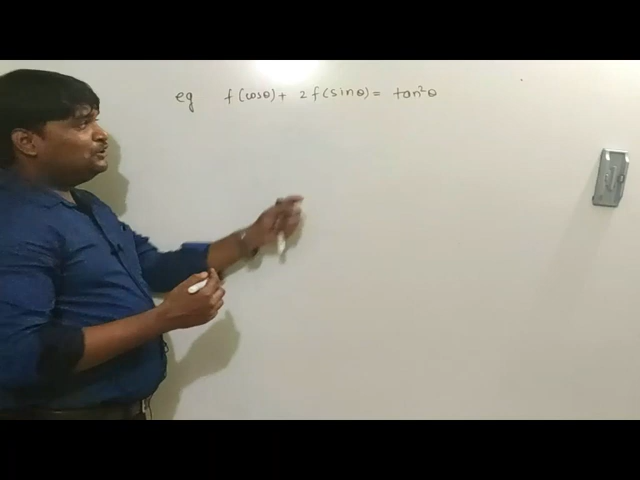 eg f(cosθ)+ 2f(sinθ)= tan²θ